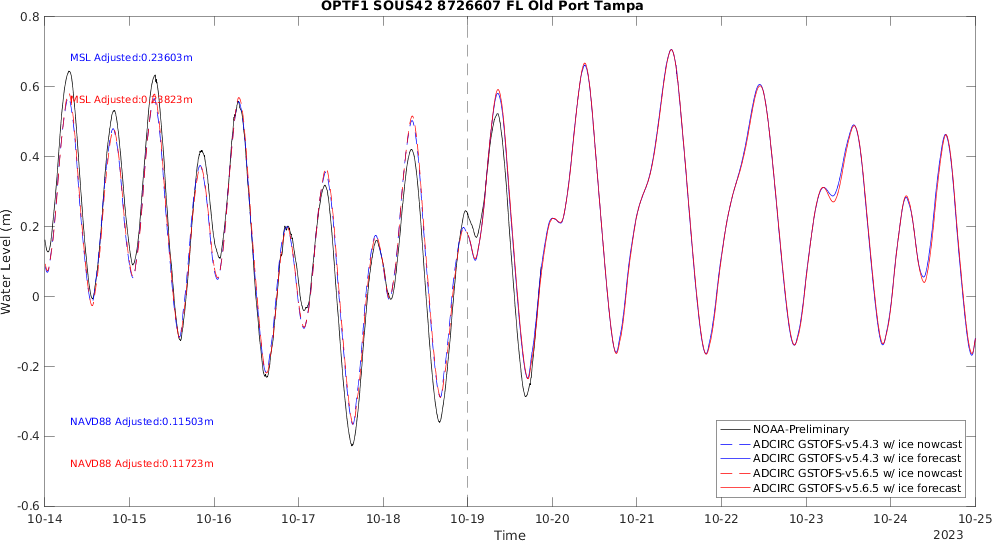 OPTF1 SOUS42 8726607 FL Old Port Tampa
0.8
0.6
0.4
0.2
0
-0.2
-0.4
-0.6
Water Level (m)
MSL Adjusted:0.23603m
MSL Adjusted:0.23823m
NAVD88 Adjusted:0.11503m
NAVD88 Adjusted:0.11723m
NOAA-Preliminary
ADCIRC GSTOFS-v5.4.3 w/ ice nowcast
ADCIRC GSTOFS-v5.4.3 w/ ice forecast
ADCIRC GSTOFS-v5.6.5 w/ ice nowcast
ADCIRC GSTOFS-v5.6.5 w/ ice forecast
10-14 10-15 10-16 10-17 10-18 10-19 10-20 10-21 10-22 10-23 10-24 10-25
Time
2023